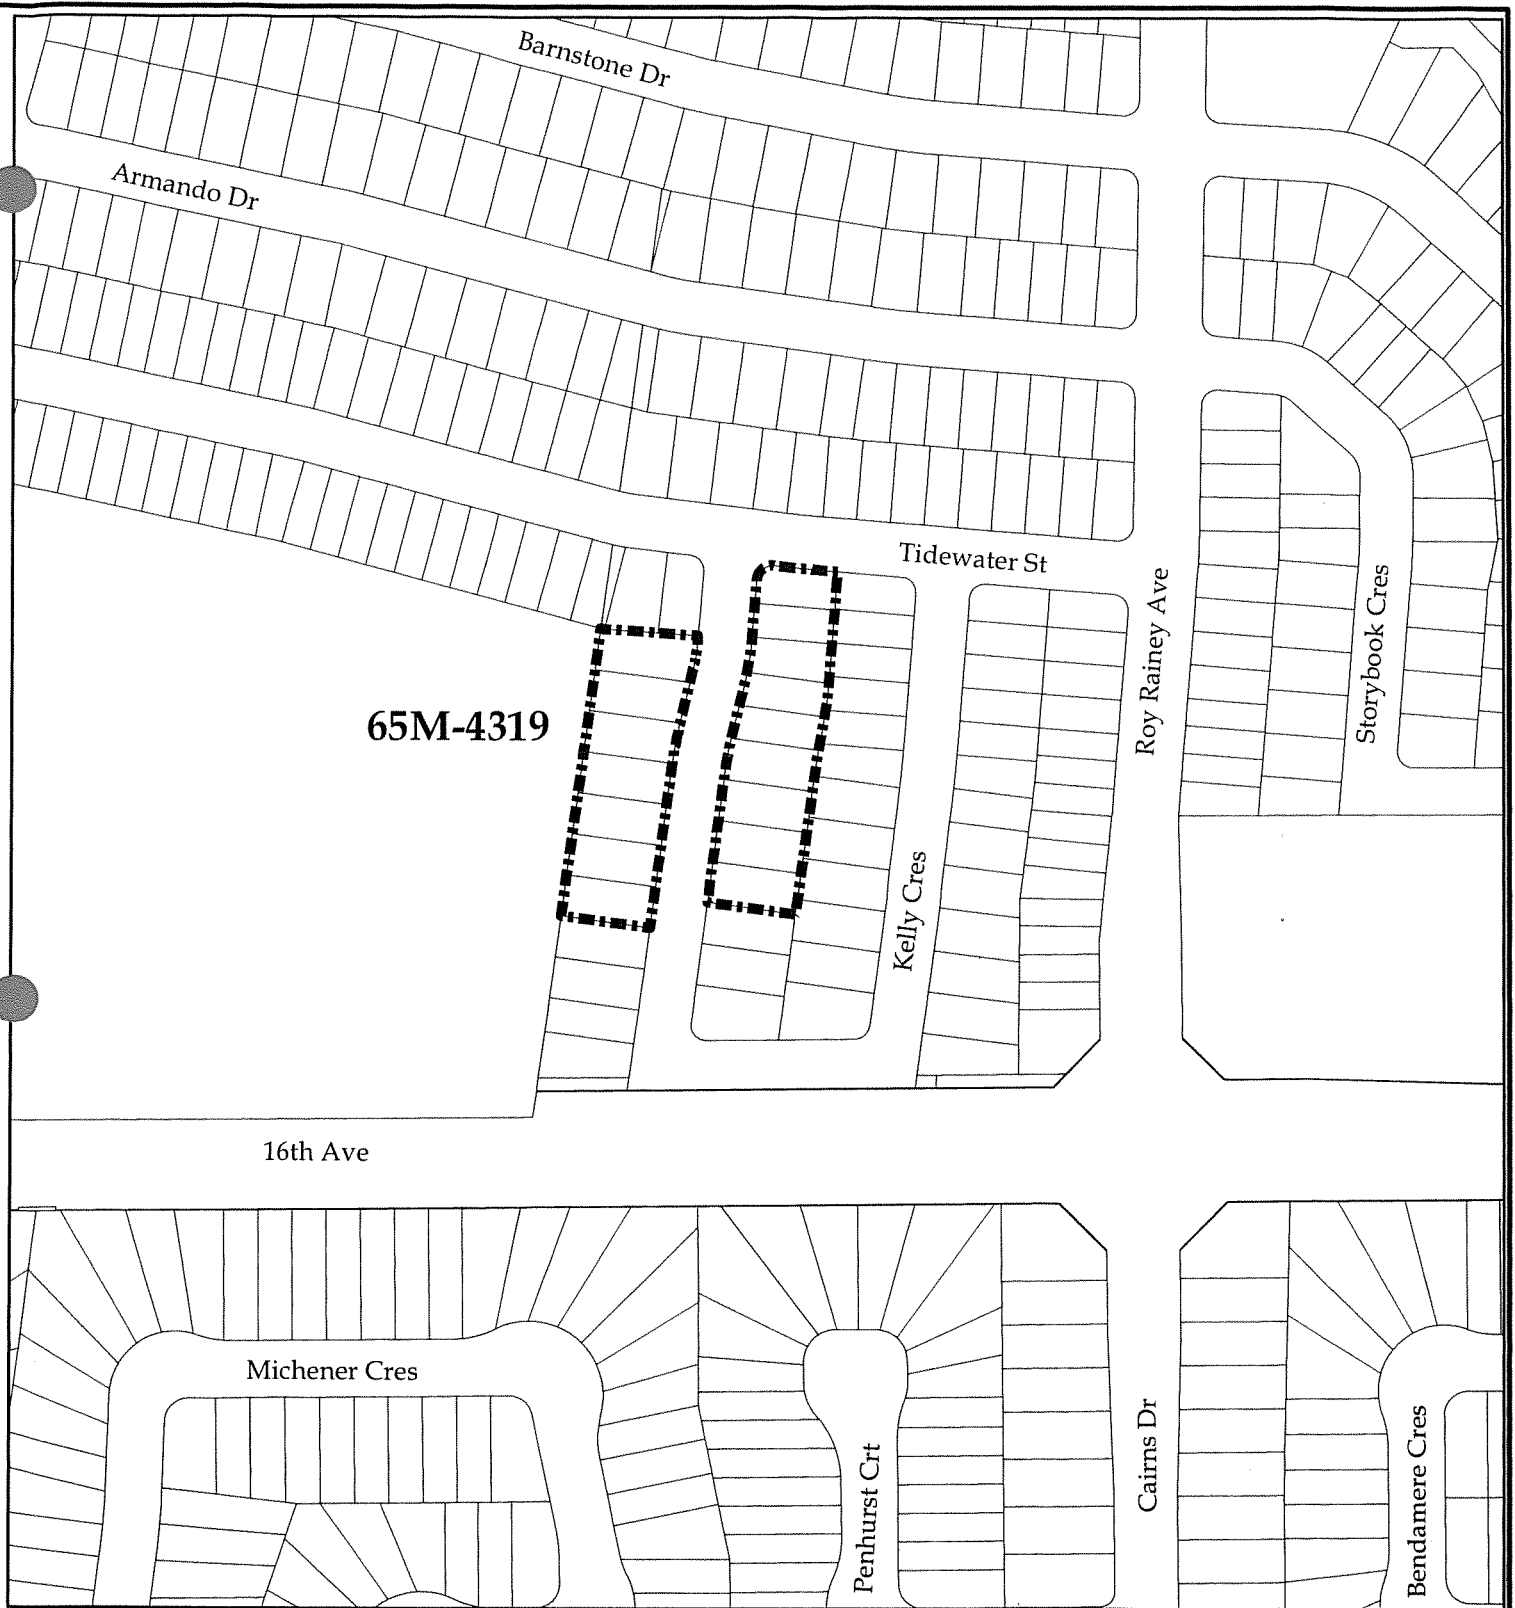 Barnstone Dr
Armando Dr
Tidewater St
Roy Rainey Ave
Storybook Cres
65M-4319
Kelly Cres
16th Ave
Michener Cres
Cairns Dr
Penhurst Crt
Bendamere Cres